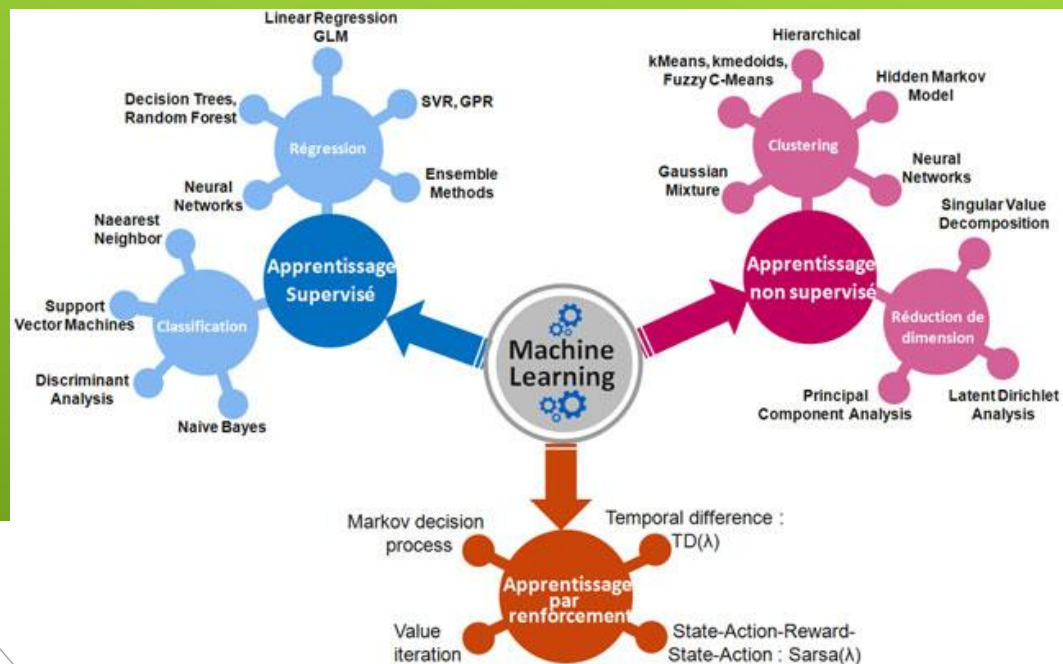 Linear Regression
GLM
Decision Trees,
Random Forest
SVR, GPR
Régression
Neural
Networks
Ensemble
Methods
Naearest
Neighbor
Support
Vector Machines
Classification
Discriminant
Analysis
Naive Bayes
Apprentissage
Supervisé
Machine
Learning
Hierarchical
kMeans, kmedoids,
Fuzzy C-Means
Hidden Markov
Model
Clustering
Gaussian
Mixture
Neural
Networks
Apprentissage
non supervisé
Singular Value
Decomposition
Réduction de
dimension
Principal
Component Analysis
Latent Dirichlet
Analysis
Markov decision
process
Temporal difference :
TD(λ)
Apprentissage
par
renforcement
Value
iteration
State-Action-Reward-
State-Action : Sarsa(λ)